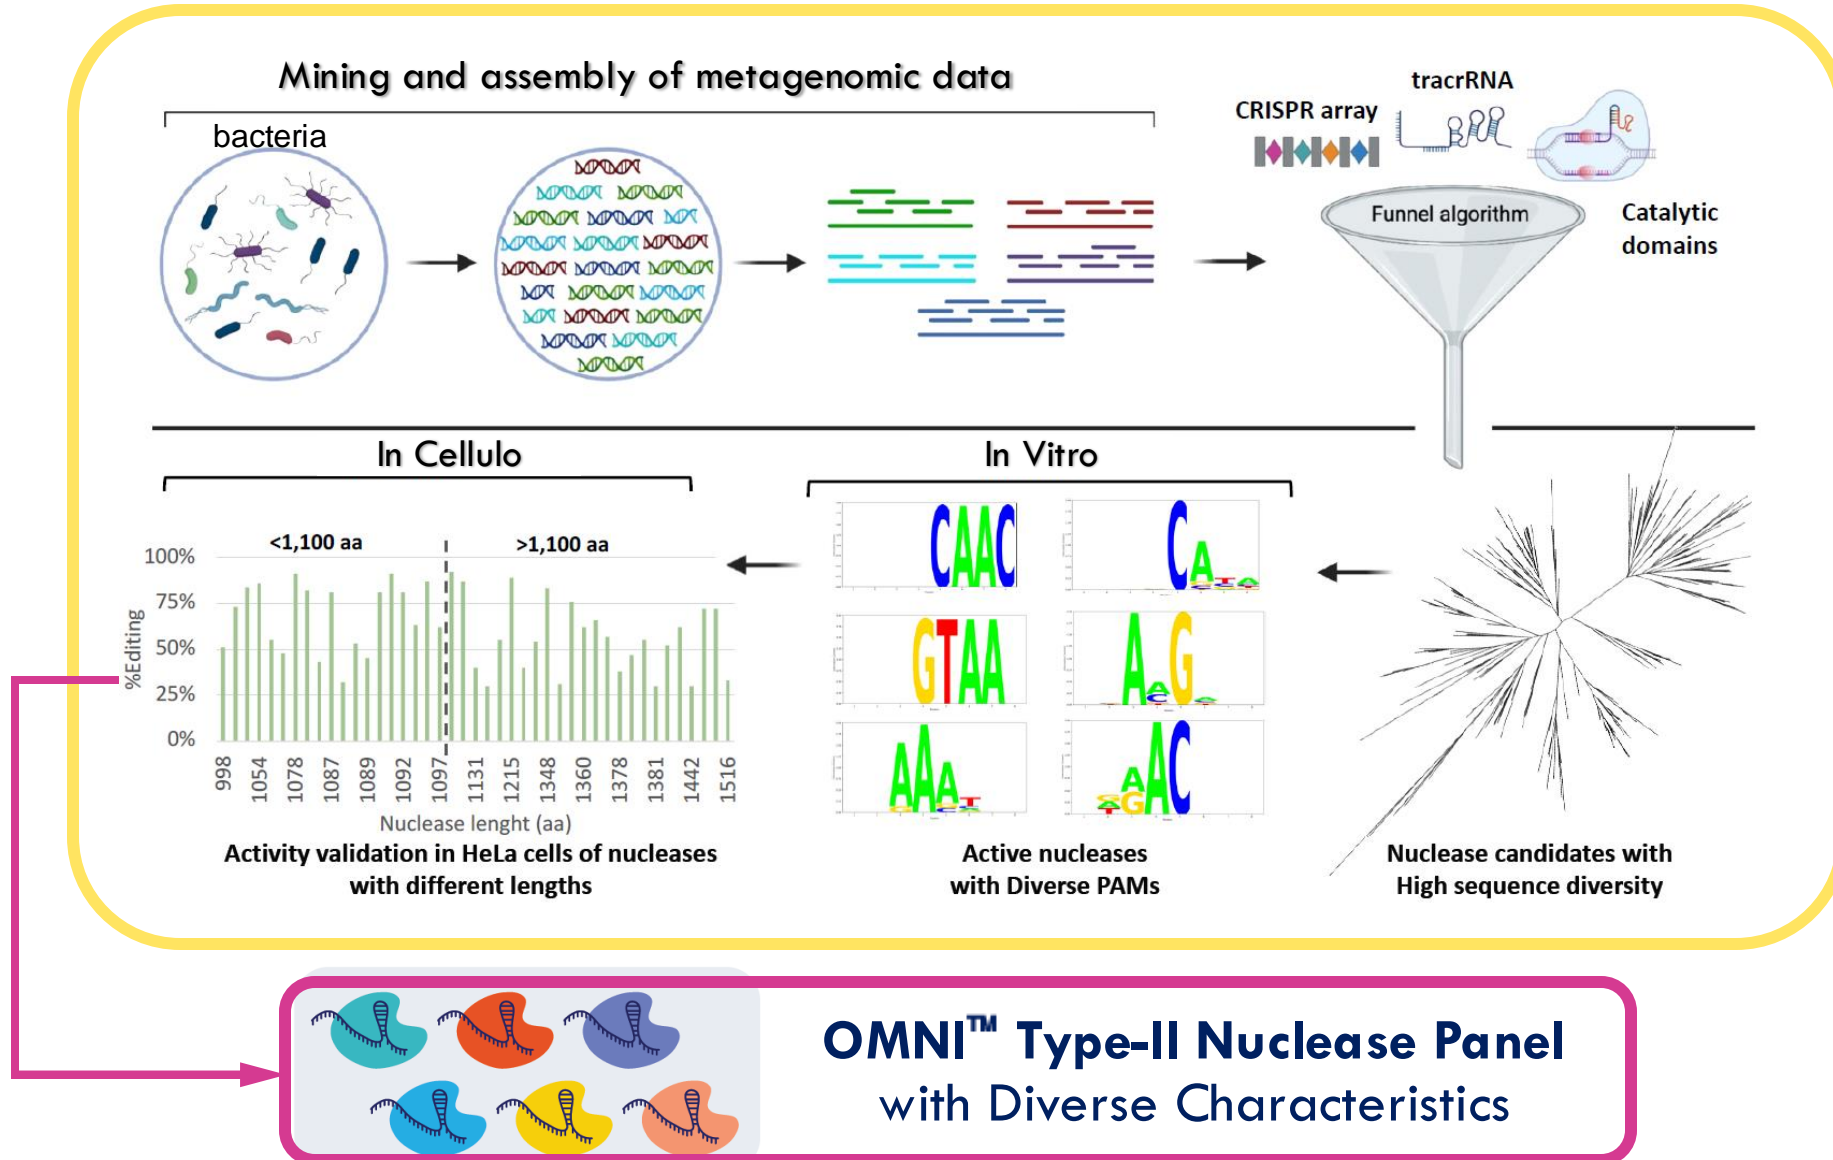 Mining and assembly of metagenomic data
bacteria
tracrRNA
CRISPR array
Funnel algorithm
Catalytic
domains
In Cellulo
In Vitro
<1,100 aa
>1,100 aa
100%
75%
50%
25%
0%
%Editing
998
1054
1078
1087
1089
1092
1097
1131
1215
1348
1360
1378
1381
1442
1516
Nuclease lenght (aa)
Activity validation in HeLa cells of nucleases
with different lengths
CAAC
CA
GTAA
AAG
AAA
AAC
Active nucleases
with Diverse PAMs
Nuclease candidates with
High sequence diversity
OMNI™ Type-II Nuclease Panel
with Diverse Characteristics